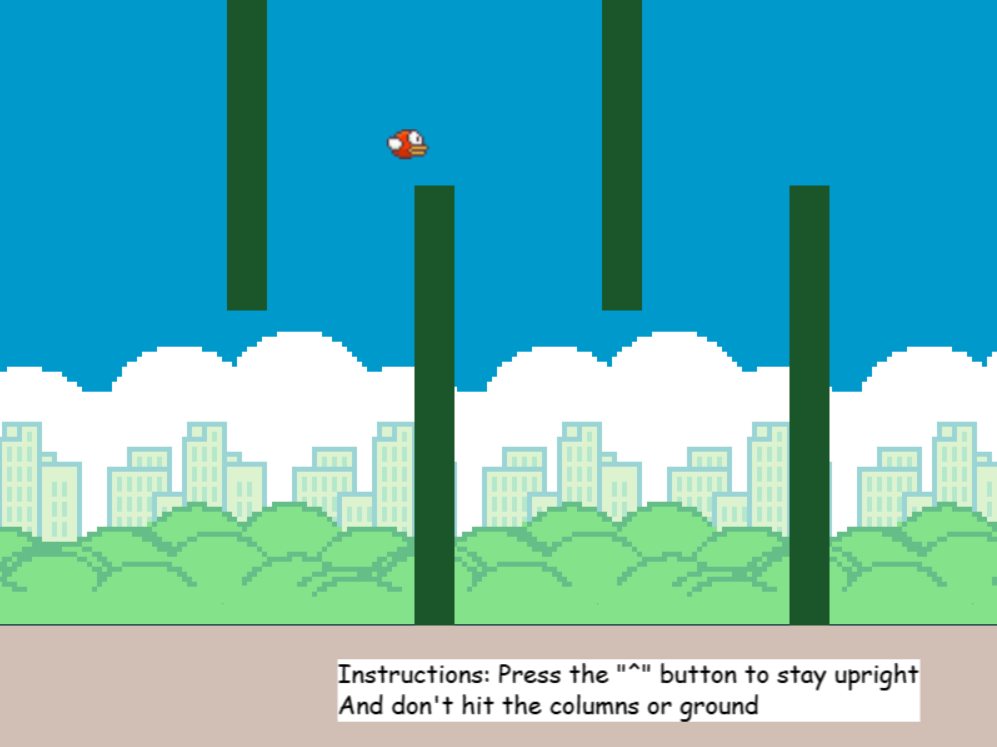 Instructions: Press the "^" button to stay upright
And don't hit the columns or ground